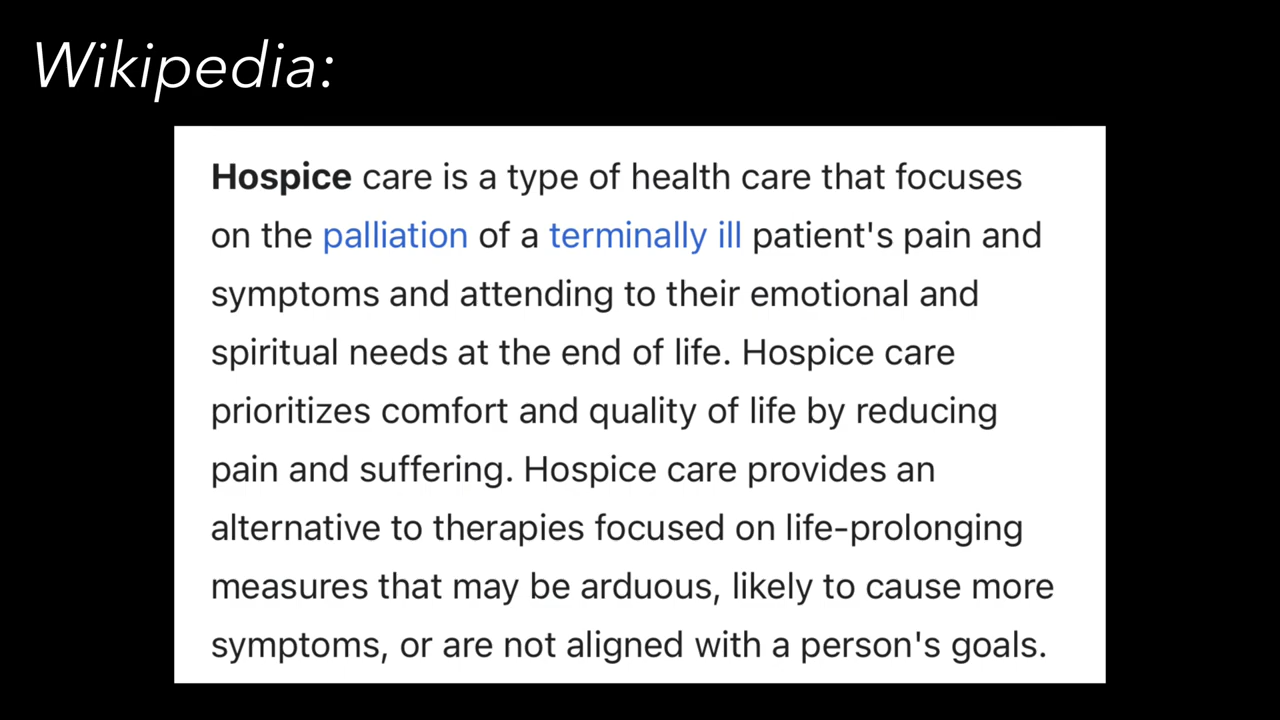 Wikipedia:
Hospice care is a type of health care that focuses
on the palliation of a terminally ill patient's pain and
symptoms and attending to their emotional and
spiritual needs at the end of life. Hospice care
prioritizes comfort and quality of life by reducing
pain and suffering. Hospice care provides an
alternative to therapies focused on life-prolonging
measures that may be arduous, likely to cause more
symptoms, or are not aligned with a person's goals.